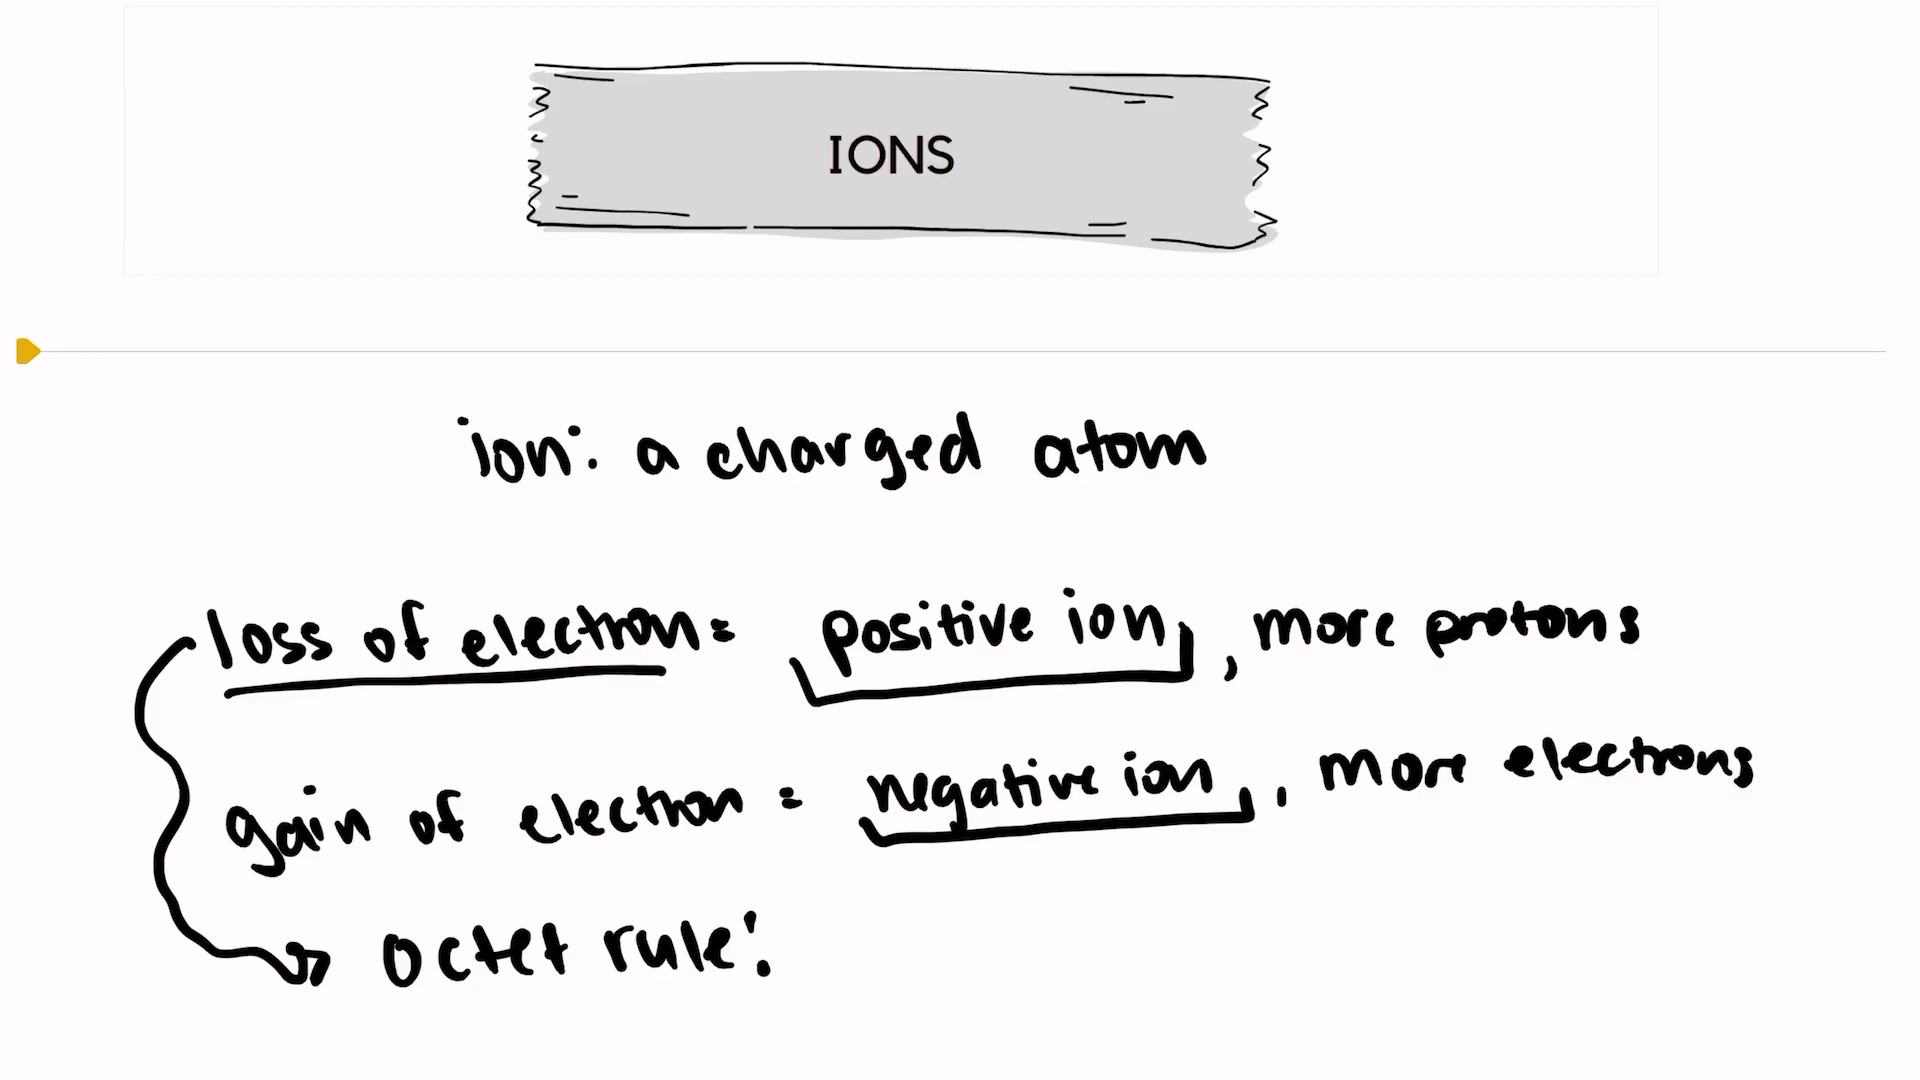 IONS
ion: a charged atom
loss of electron = positive ion, more protons
gain of electron = negative ion, more electrons
octet rule: